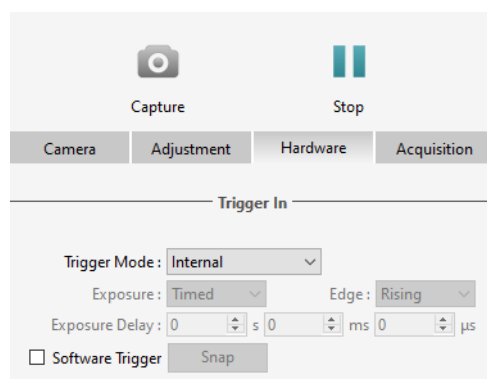 Capture Stop
Camera Adjustment Hardware Acquisition
Trigger In
Trigger Mode : Internal
Exposure : Timed Edge : Rising
Exposure Delay : 0 s 0 ms 0 µs
Software Trigger Snap